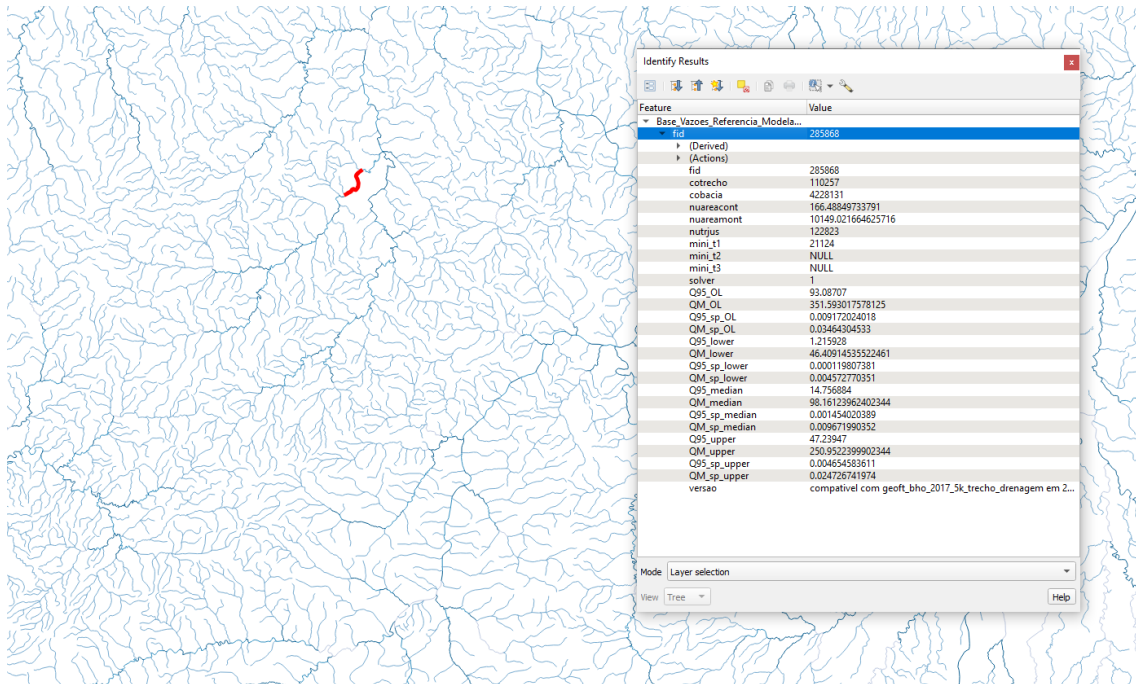 Identify Results
x
Feature Value
Base_Vazoes_Referencia_Modela...
fid 285868
(Derived)
(Actions)
fid 285868
cotrecho 110257
cobacia 4228131
nuareacont 166.48849733791
nuareamont 10149.021664625716
nutrjus 122823
mini_t1 21124
mini_t2 NULL
mini_t3 NULL
solver 1
Q95_OL 93.08707
QM_OL 351.593017578125
Q95_sp_OL 0.009172024018
QM_sp_OL 0.03464304533
Q95_lower 1.215928
QM_lower 46.40914535522461
Q95_sp_lower 0.000119807381
QM_sp_lower 0.004572770351
Q95_median 14.756884
QM_median 98.16123962402344
Q95_sp_median 0.001454020389
QM_sp_median 0.009671990352
Q95_upper 47.23947
QM_upper 250.9522399902344
Q95_sp_upper 0.004654583611
QM_sp_upper 0.024726741974
versao compativel com geoft_bho_2017_5k_trecho_drenagem em 2...
Mode Layer selection
View Tree Help